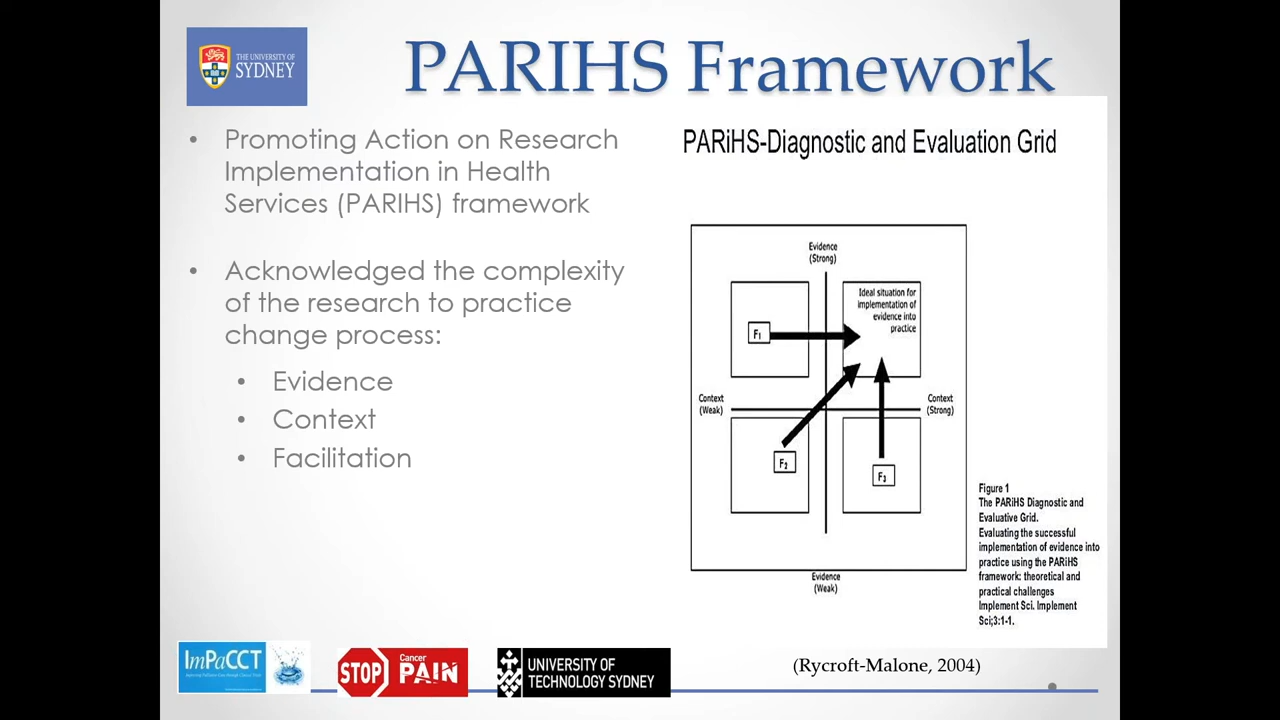 THE UNIVERSITY OF
SYDNEY
PARIHS Framework
• Promoting Action on Research
Implementation in Health
Services (PARIHS) framework
• Acknowledged the complexity
of the research to practice
change process:
• Evidence
• Context
• Facilitation
PARiHS-Diagnostic and Evaluation Grid
Evidence
(Strong)
Ideal situation for
implementation of
evidence into
practice
F1
Context
(Weak)
Context
(Strong)
F2
F3
Evidence
(Weak)
Figure 1
The PARiHS Diagnostic and
Evaluative Grid.
Evaluating the successful
implementation of evidence into
practice using the PARiHS
framework: theoretical and
practical challenges
Implement Sci. Implement
Sci;3:1-1.
ImPaCCT
STOP
Cancer
PAIN
UNIVERSITY OF
TECHNOLOGY SYDNEY
(Rycroft-Malone, 2004)